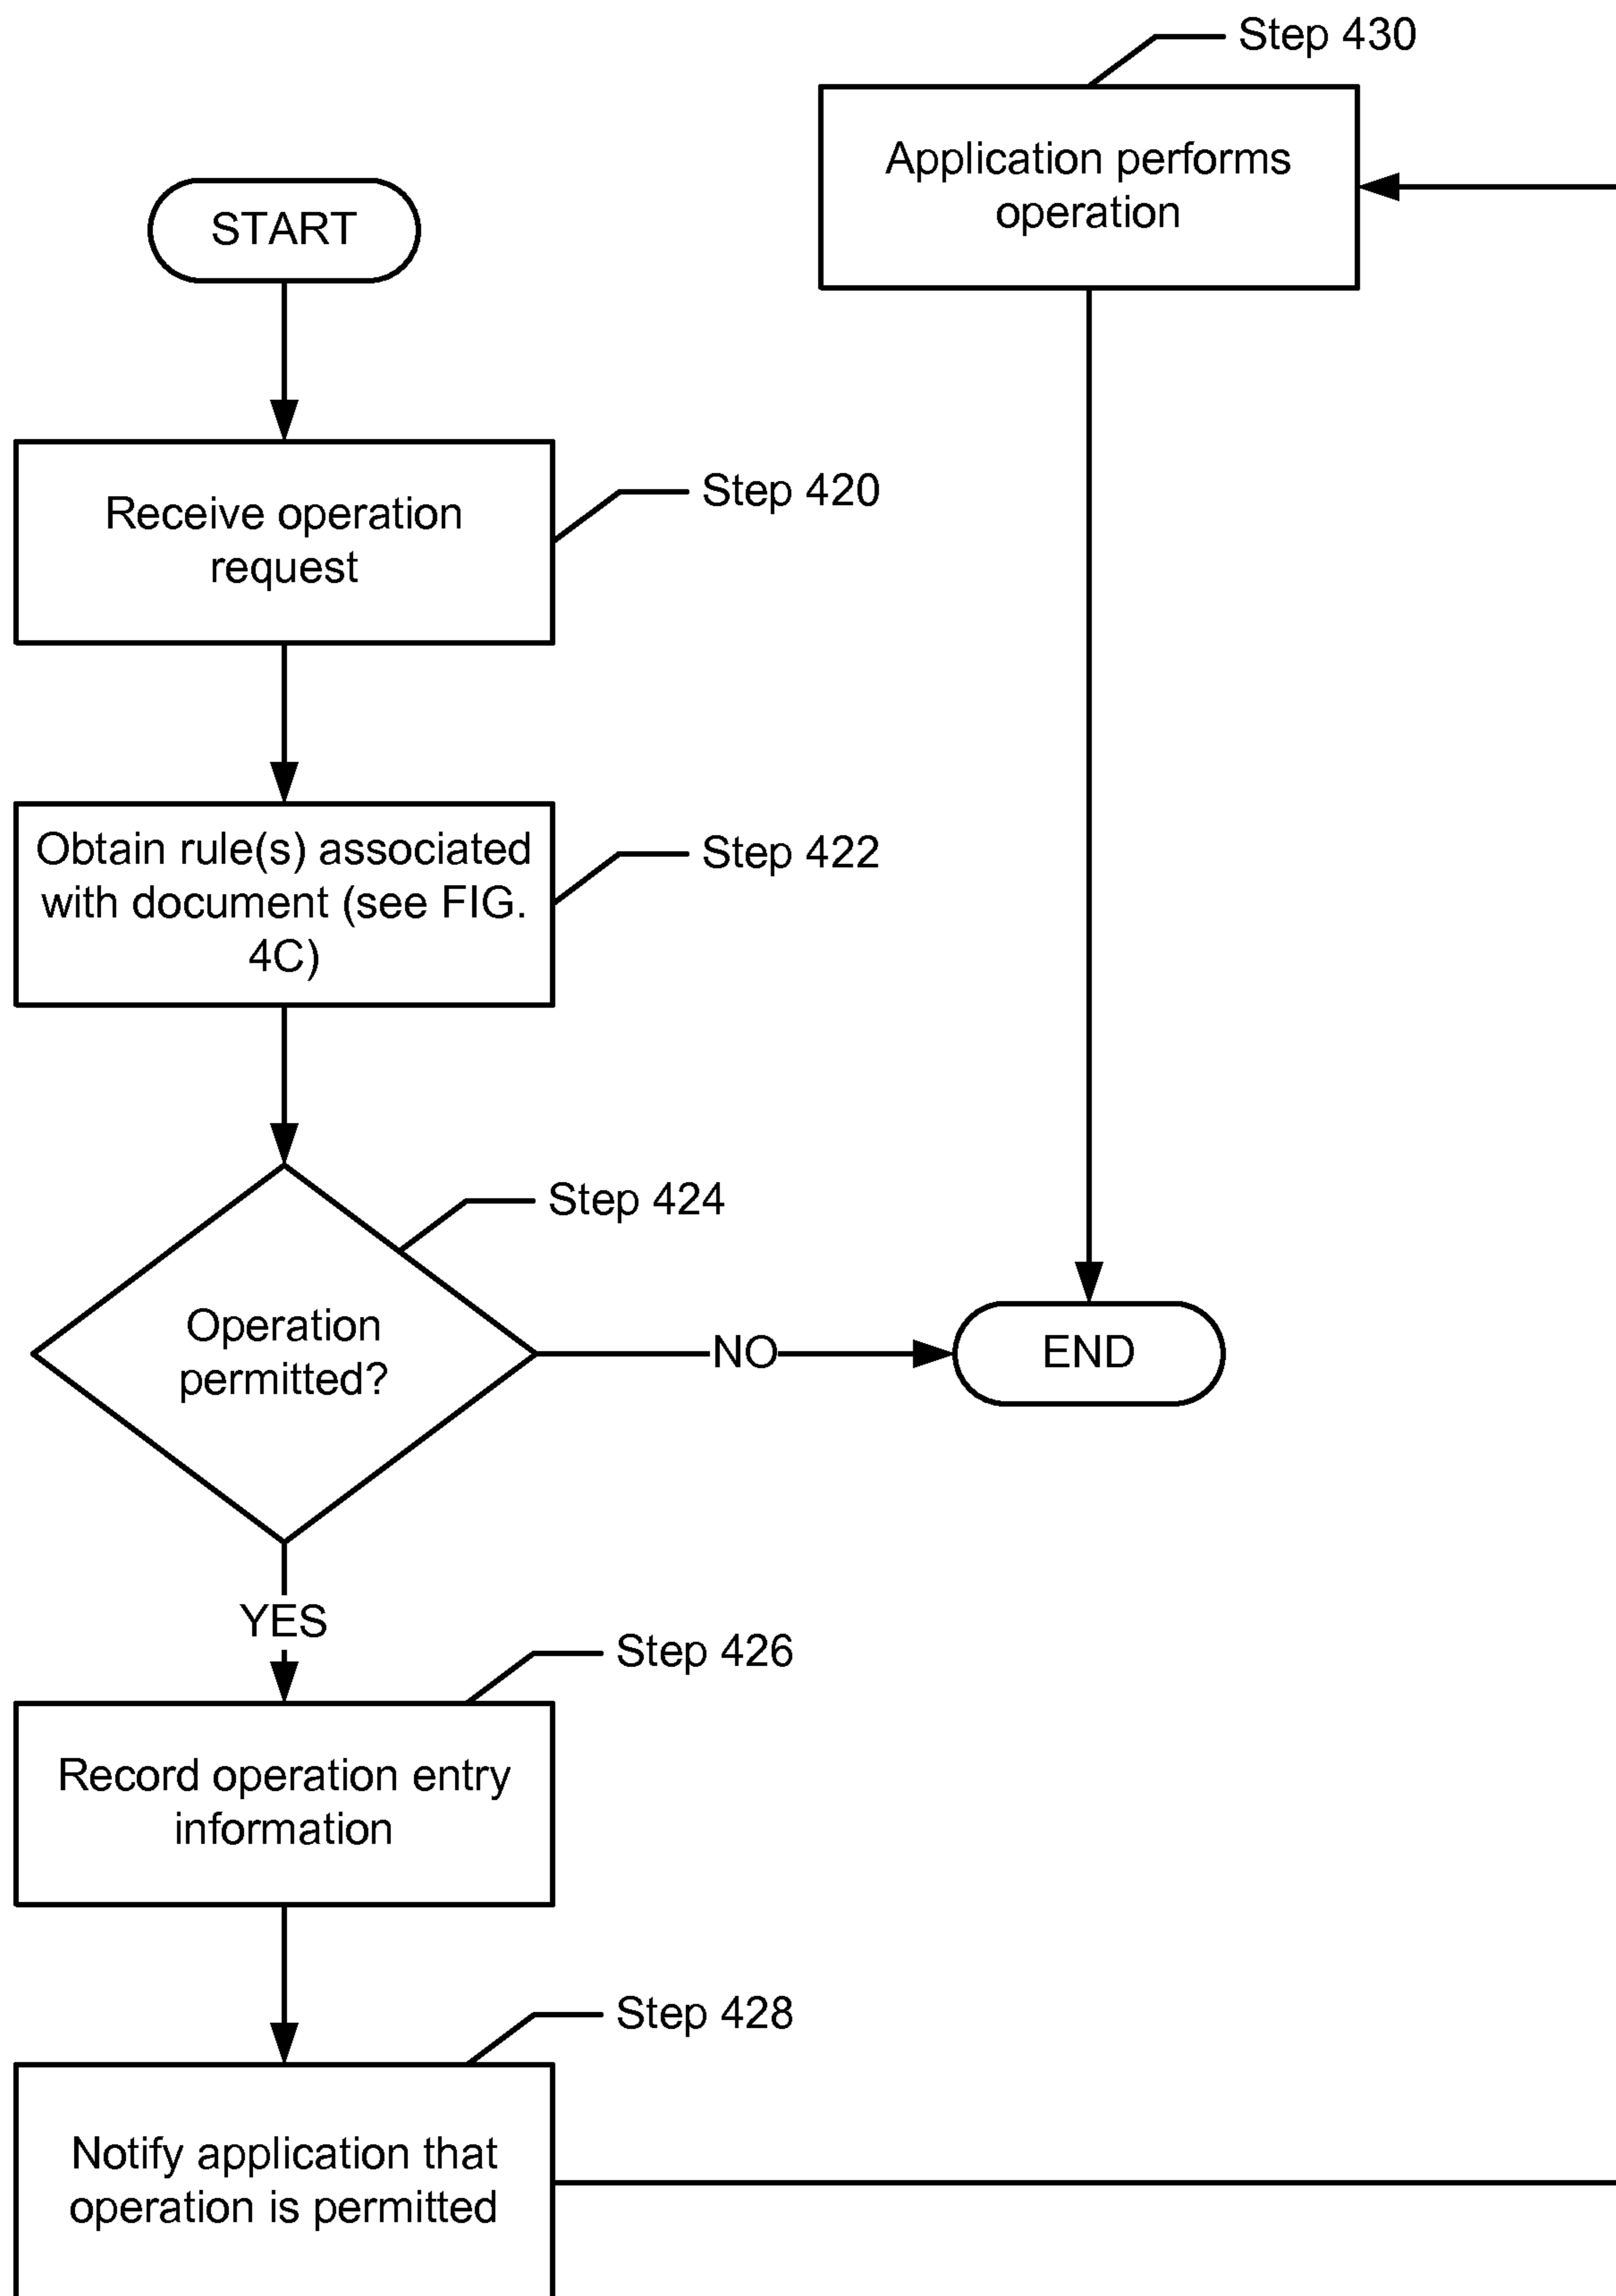 START
Receive operation
request
Step 420
Obtain rule(s) associated
with document (see FIG.
4C)
Step 422
Operation
permitted?
Step 424
NO
YES
Record operation entry
information
Step 426
Notify application that
operation is permitted
Step 428
Application performs
operation
Step 430
END